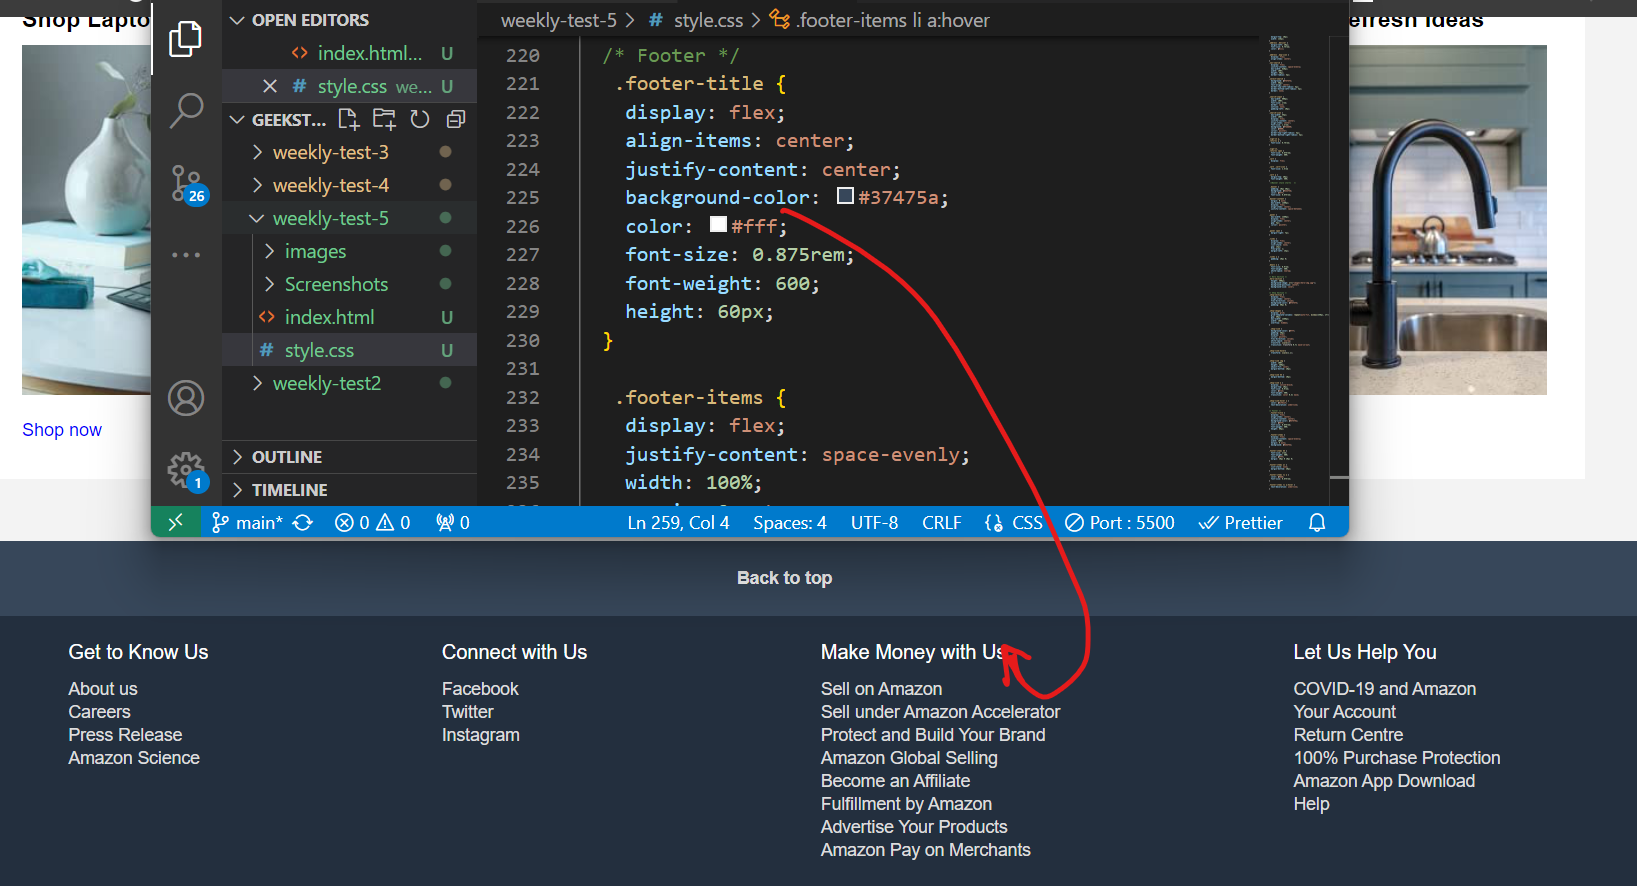 Shop Lapto
OPEN EDITORS
index.html... U
style.css we... U
GEEKST...
weekly-test-3
weekly-test-4
weekly-test-5
images
Screenshots
index.html U
style.css U
weekly-test2
OUTLINE
TIMELINE
26
1
weekly-test-5 > # style.css > .footer-items li a:hover
220 /* Footer */
221 .footer-title {
222 display: flex;
223 align-items: center;
224 justify-content: center;
225 background-color: #37475a;
226 color: #fff;
227 font-size: 0.875rem;
228 font-weight: 600;
229 height: 60px;
230 }
231
232 .footer-items {
233 display: flex;
234 justify-content: space-evenly;
235 width: 100%;
main* 0 0 0 Ln 259, Col 4 Spaces: 4 UTF-8 CRLF CSS Port : 5500 Prettier
efresh ideas
Shop now
Back to top
Get to Know Us
About us
Careers
Press Release
Amazon Science
Connect with Us
Facebook
Twitter
Instagram
Make Money with Us
Sell on Amazon
Sell under Amazon Accelerator
Protect and Build Your Brand
Amazon Global Selling
Become an Affiliate
Fulfillment by Amazon
Advertise Your Products
Amazon Pay on Merchants
Let Us Help You
COVID-19 and Amazon
Your Account
Return Centre
100% Purchase Protection
Amazon App Download
Help